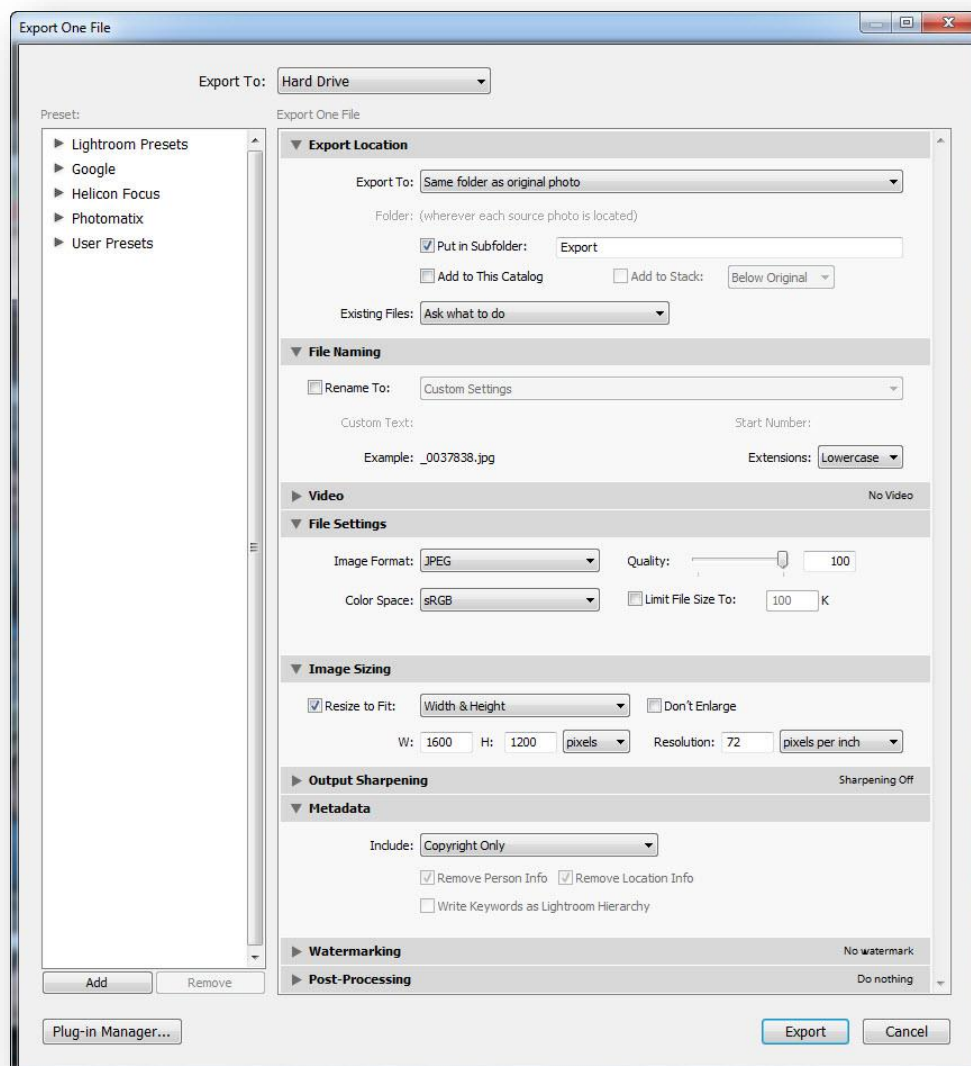 Export One File
Export To: Hard Drive
Preset:
Export One File
Lightroom Presets
Google
Helicon Focus
Photomatix
User Presets
Add
Remove
Export Location
Export To: Same folder as original photo
Folder: (wherever each source photo is located)
Put in Subfolder: Export
Add to This Catalog Add to Stack: Below Original
Existing Files: Ask what to do
File Naming
Rename To: Custom Settings
Custom Text: Start Number:
Example: _0037838.jpg Extensions: Lowercase
Video No Video
File Settings
Image Format: JPEG Quality: 100
Color Space: sRGB Limit File Size To: 100 K
Image Sizing
Resize to Fit: Width & Height Don't Enlarge
W: 1600 H: 1200 pixels Resolution: 72 pixels per inch
Output Sharpening Sharpening Off
Metadata
Include: Copyright Only
Remove Person Info Remove Location Info
Write Keywords as Lightroom Hierarchy
Watermarking No watermark
Post-Processing Do nothing
Plug-in Manager... Export Cancel